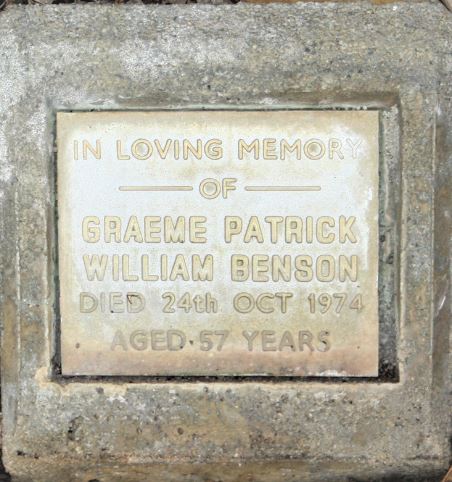 IN LOVING MEMORY
OF
GRAEME PATRICK
WILLIAM BENSON
DIED 24th OCT 1974
AGED 57 YEARS